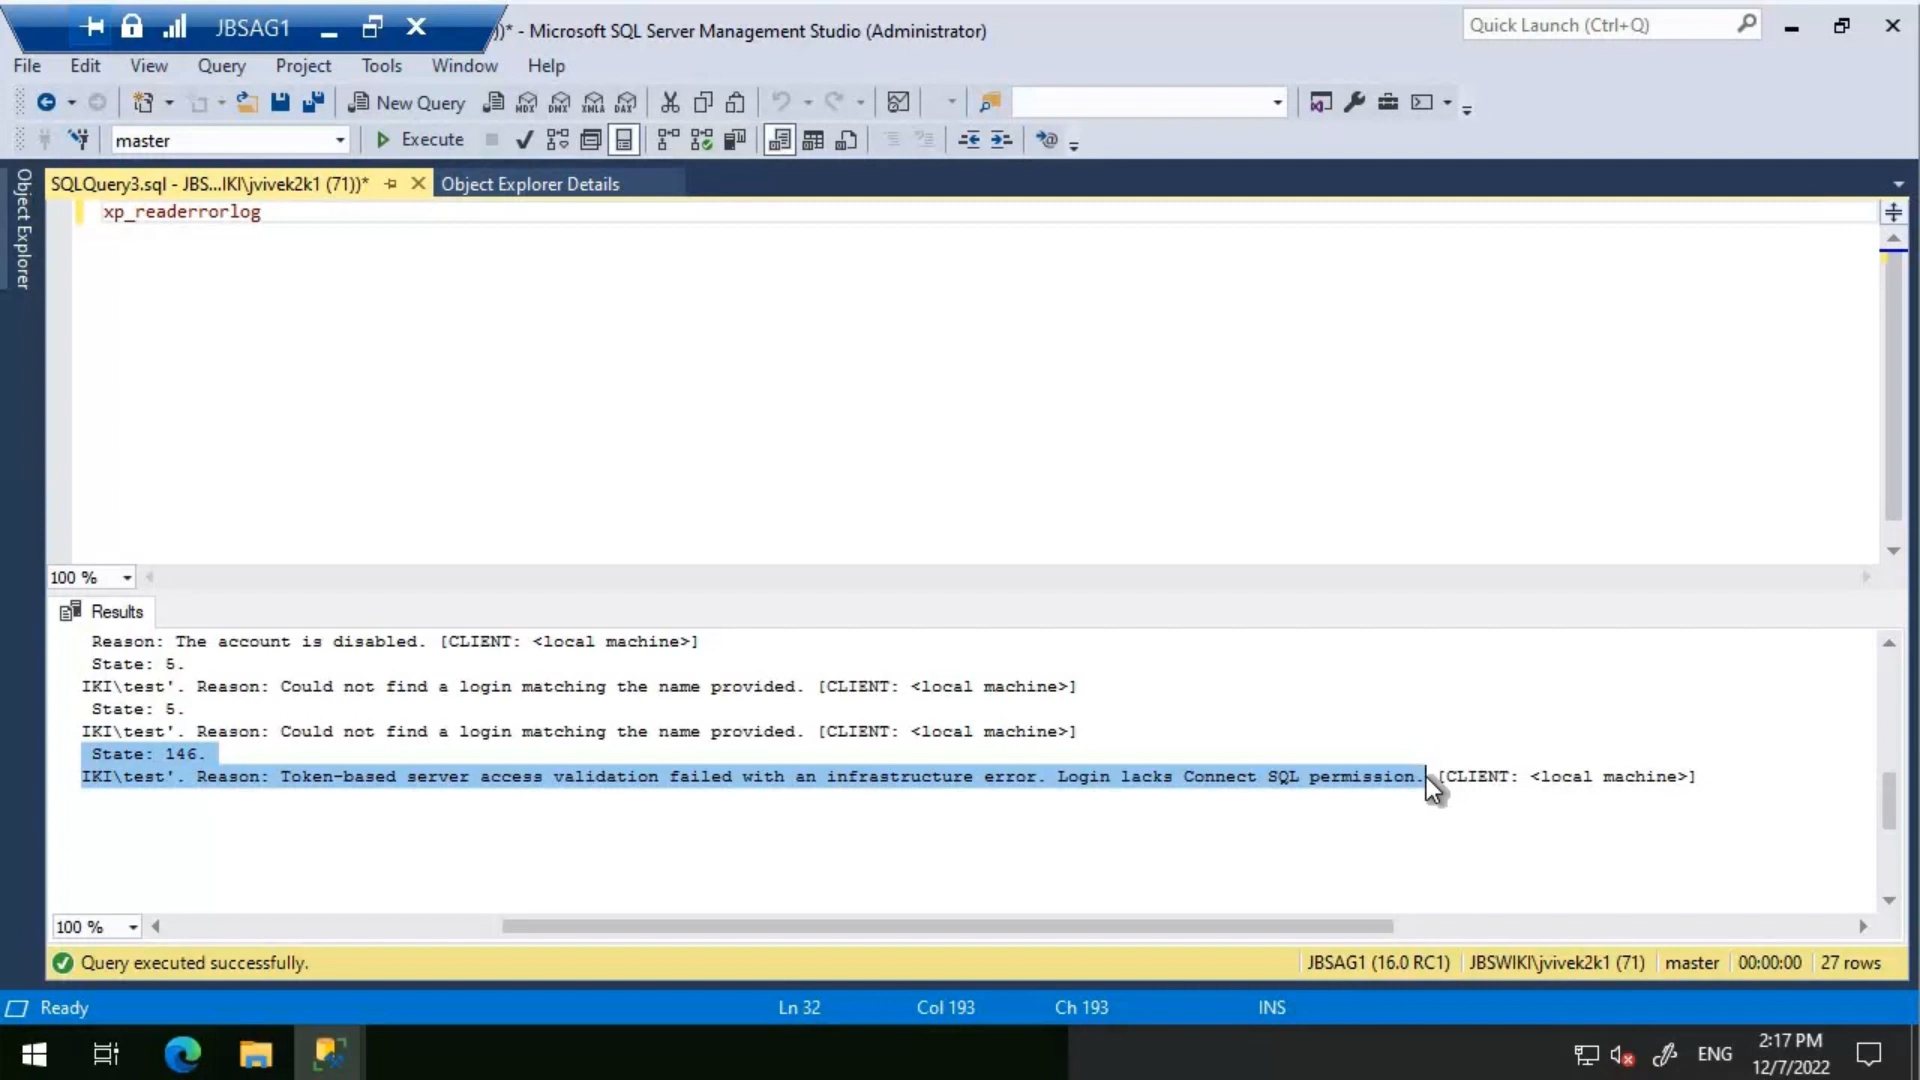 JBSAG1
)* - Microsoft SQL Server Management Studio (Administrator)
Quick Launch (Ctrl+Q)
File Edit View Query Project Tools Window Help
New Query MDX DMX XMLA DAX
master Execute
Object Explorer
SQLQuery3.sql - JBS...IKI\jvivek2k1 (71))* Object Explorer Details
xp_readerrorlog
100 %
Results
Reason: The account is disabled. [CLIENT: <local machine>]
State: 5.
IKI\test'. Reason: Could not find a login matching the name provided. [CLIENT: <local machine>]
State: 5.
IKI\test'. Reason: Could not find a login matching the name provided. [CLIENT: <local machine>]
State: 146.
IKI\test'. Reason: Token-based server access validation failed with an infrastructure error. Login lacks Connect SQL permission. [CLIENT: <local machine>]
100 %
Query executed successfully. JBSAG1 (16.0 RC1) JBSWIKI\jvivek2k1 (71) master 00:00:00 27 rows
Ready Ln 32 Col 193 Ch 193 INS
ENG 2:17 PM
12/7/2022